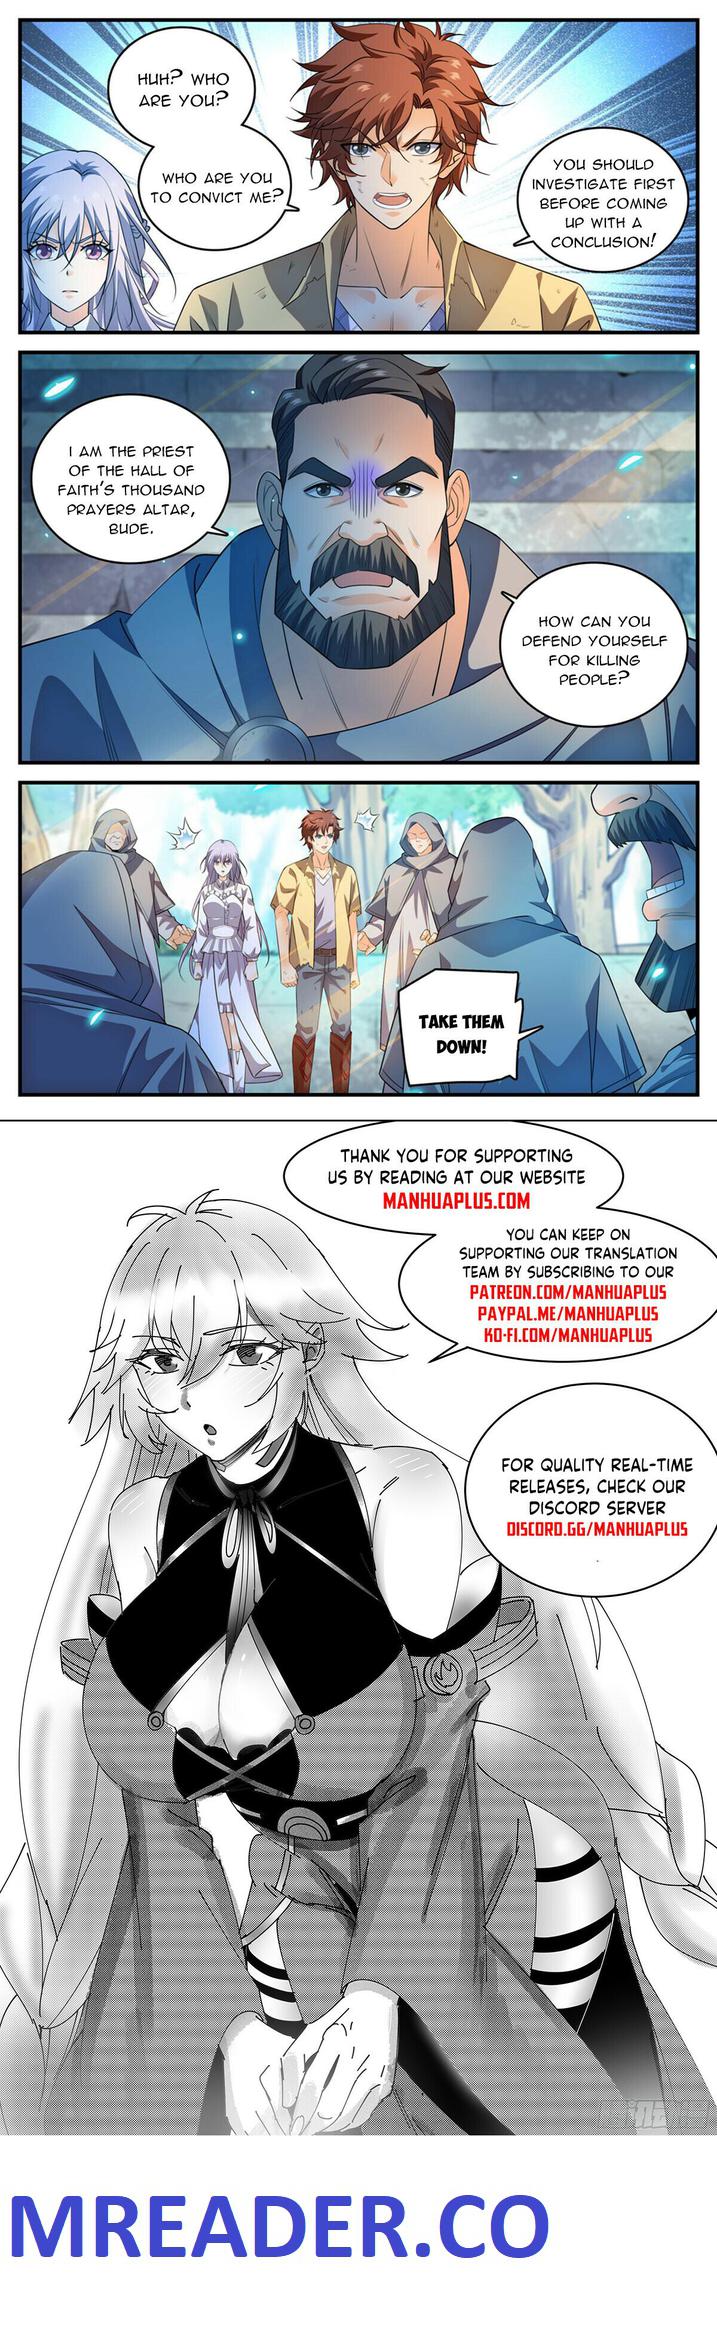 HUH? WHO
ARE YOU?
WHO ARE YOU
TO CONVICT ME?
YOU SHOULD
INVESTIGATE FIRST
BEFORE COMING
UP WITH A
CONCLUSION!
I AM THE PRIEST
OF THE HALL OF
FAITH'S THOUSAND
PRAYERS ALTAR,
BUDE.
HOW CAN YOU
DEFEND YOURSELF
FOR KILLING
PEOPLE?
TAKE THEM
DOWN!
THANK YOU FOR SUPPORTING
US BY READING AT OUR WEBSITE
MANHUAPLUS.COM
YOU CAN KEEP ON
SUPPORTING OUR TRANSLATION
TEAM BY SUBSCRIBING TO OUR
PATREON.COM/MANHUAPLUS
PAYPAL.ME/MANHUAPLUS
KO-FI.COM/MANHUAPLUS
FOR QUALITY REAL-TIME
RELEASES, CHECK OUR
DISCORD SERVER
DISCORD.GG/MANHUAPLUS
MREADER.CO